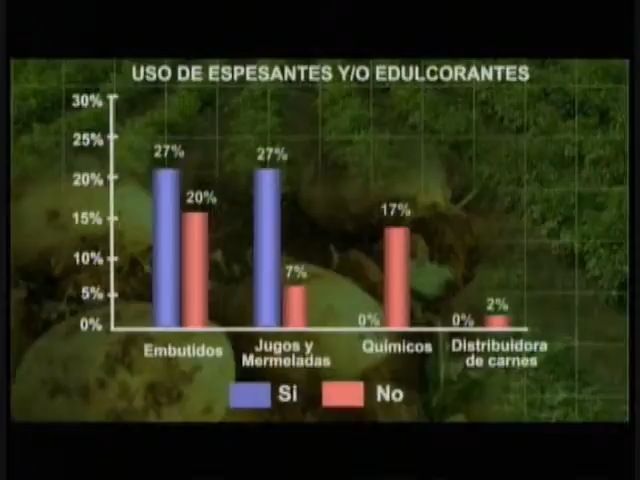 USO DE ESPESANTES Y/O EDULCORANTES
30%
25%
20%
15%
10%
5%
0%
27%
20%
27%
7%
0%
17%
0%
2%
Embutidos
Jugos y
Mermeladas
Quimicos
Distribuidora
de carnes
Si
No